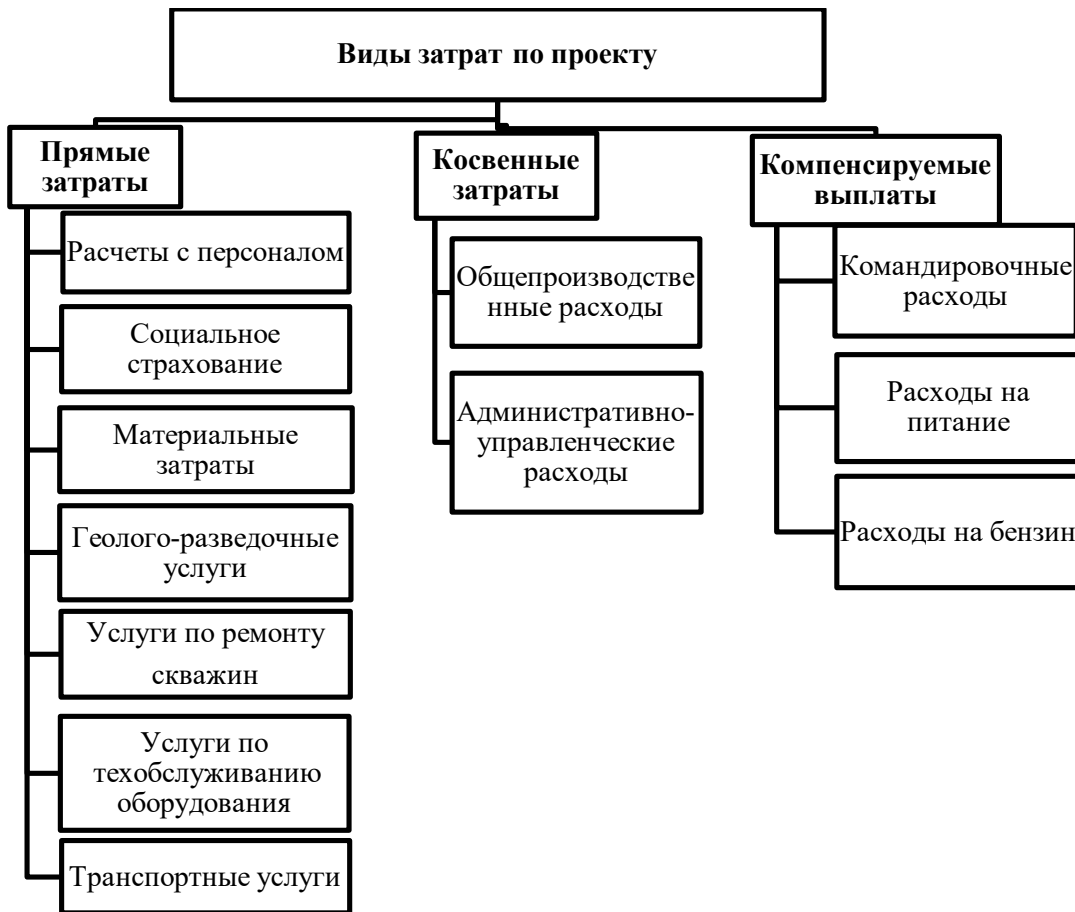 Виды затрат по проекту
Прямые
затраты
Расчеты с персоналом
Социальное
страхование
Материальные
затраты
Геолого-разведочные
услуги
Услуги по ремонту
скважин
Услуги по
техобслуживанию
оборудования
Транспортные услуги
Косвенные
затраты
Общепроизводстве
нные расходы
Административно-
управленческие
расходы
Компенсируемые
выплаты
Командировочные
расходы
Расходы на
питание
Расходы на бензин